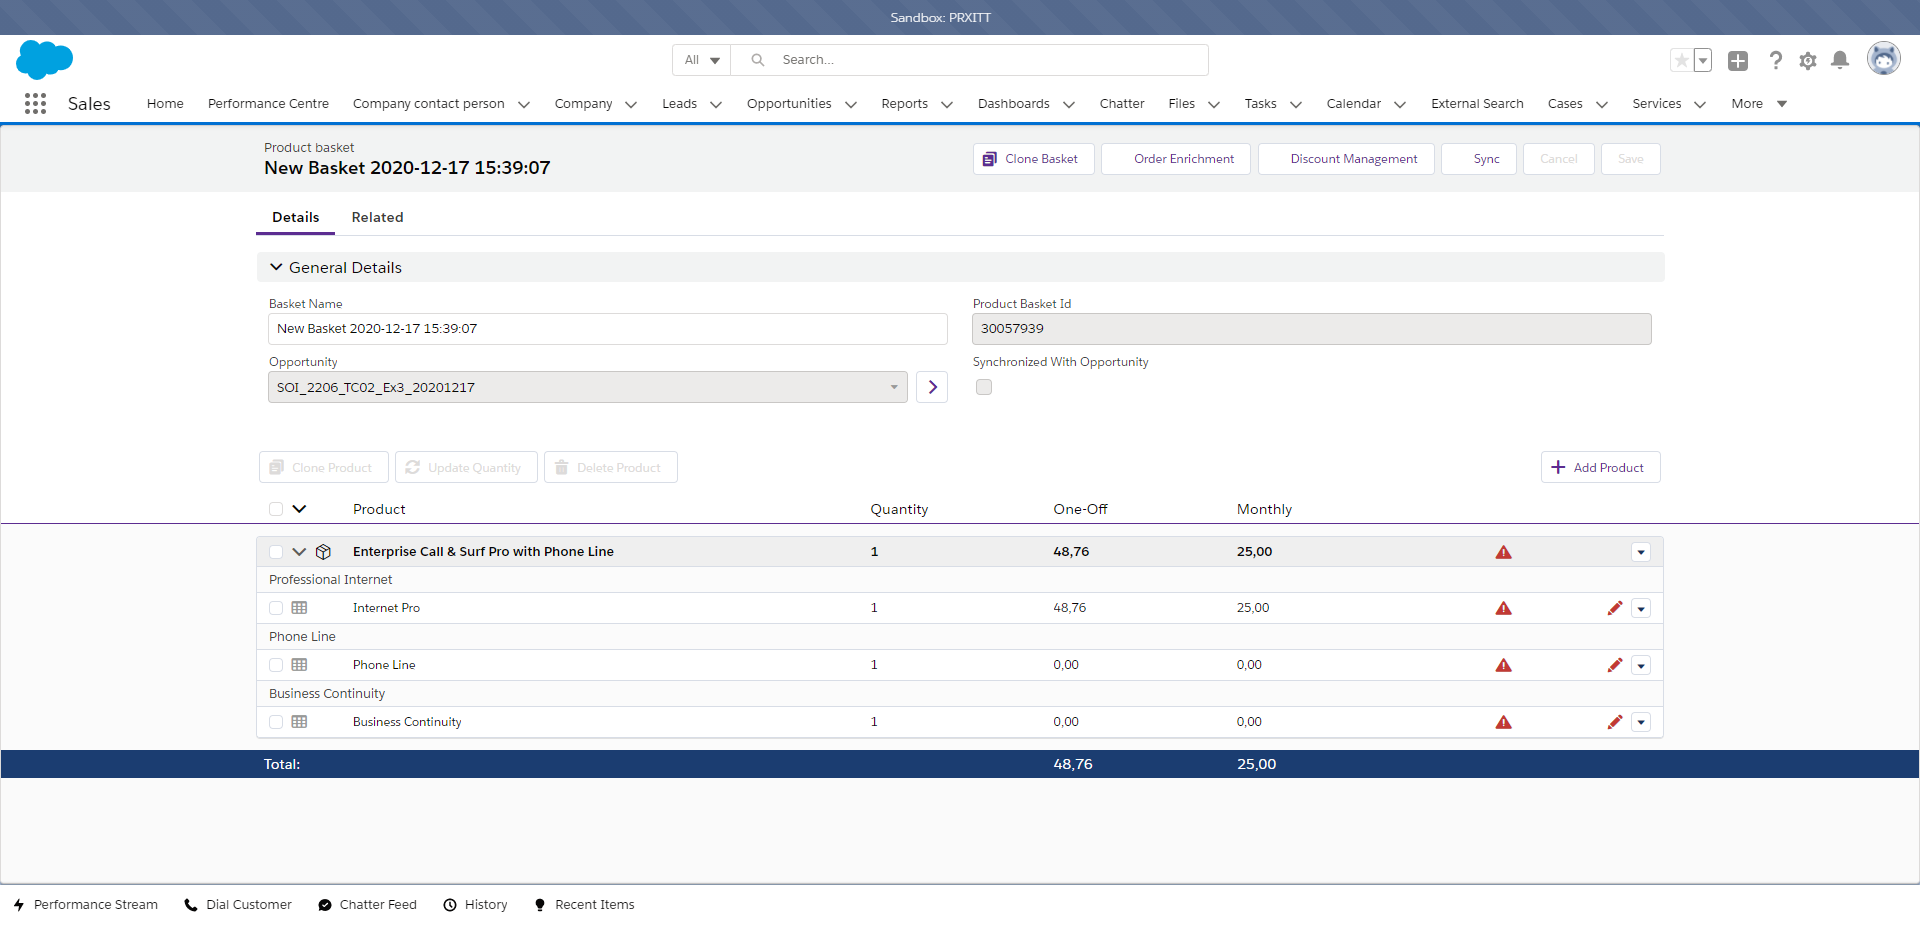 Sandbox: PRXITT
All Search...
Sales Home Performance Centre Company contact person Company Leads Opportunities Reports Dashboards Chatter Files Tasks Calendar External Search Cases Services More
Product basket
New Basket 2020-12-17 15:39:07
Clone Basket Order Enrichment Discount Management Sync Cancel Save
Details Related
General Details
Basket Name Product Basket Id
New Basket 2020-12-17 15:39:07 30057939
Opportunity Synchronized With Opportunity
SOI_2206_TC02_Ex3_20201217
Clone Product Update Quantity Delete Product Add Product
Product Quantity One-Off Monthly
Enterprise Call & Surf Pro with Phone Line 1 48,76 25,00
Professional Internet
Internet Pro 1 48,76 25,00
Phone Line
Phone Line 1 0,00 0,00
Business Continuity
Business Continuity 1 0,00 0,00
Total: 48,76 25,00
Performance Stream Dial Customer Chatter Feed History Recent Items